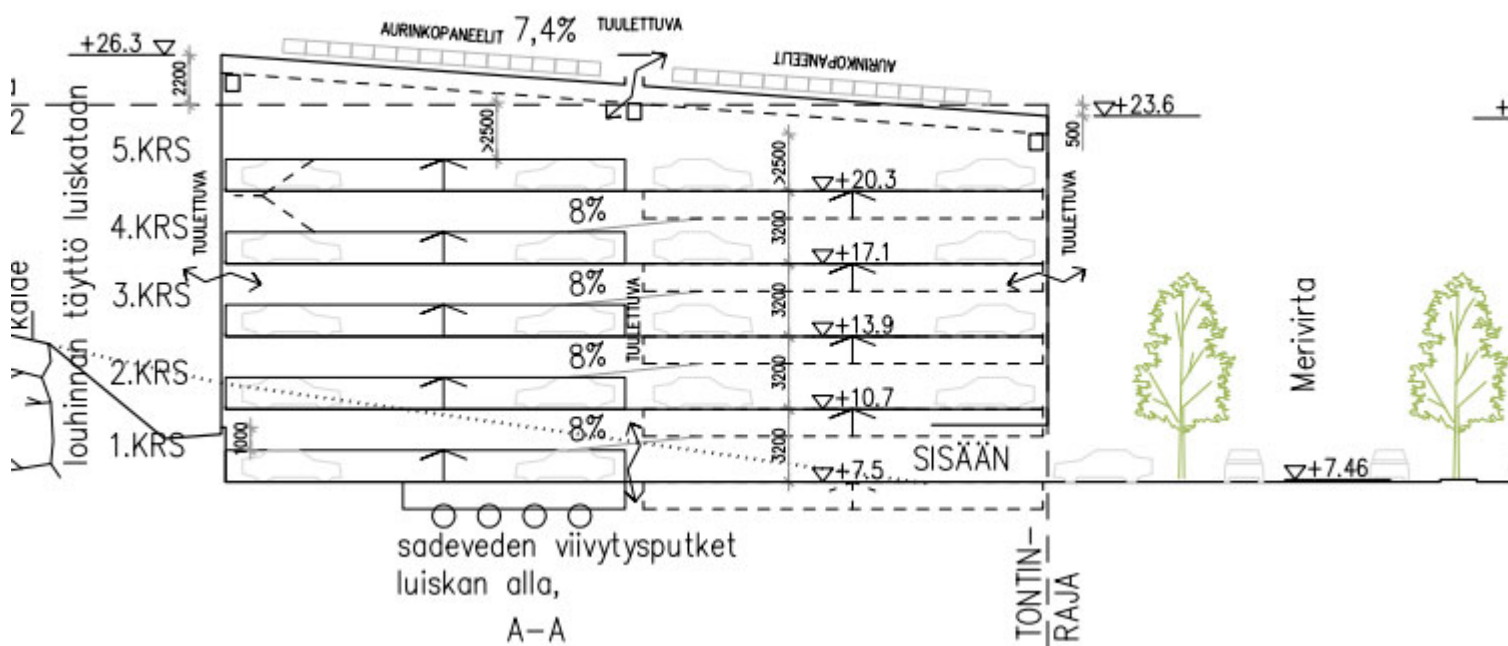 AURINKOPANEELIT 7,4% TUULETTUVA
+26.3
AURINKOPANEELIT
2200
+23.6
2
500
>2500
5.KRS
>2500
TUULETTUVA
+20.3
TUULETTUVA
8%
4.KRS
3200
+17.1
8%
3.KRS
3200
TUULETTUVA
+13.9
kaide
louhinnan täyttö luiskataan
8%
2.KRS
3200
+10.7
Merivirta
8%
1.KRS
1000
3200
SISÄÄN
+7.5
+7.46
sadeveden viivytysputket
luiskan alla,
A-A
TONTIN-
RAJA